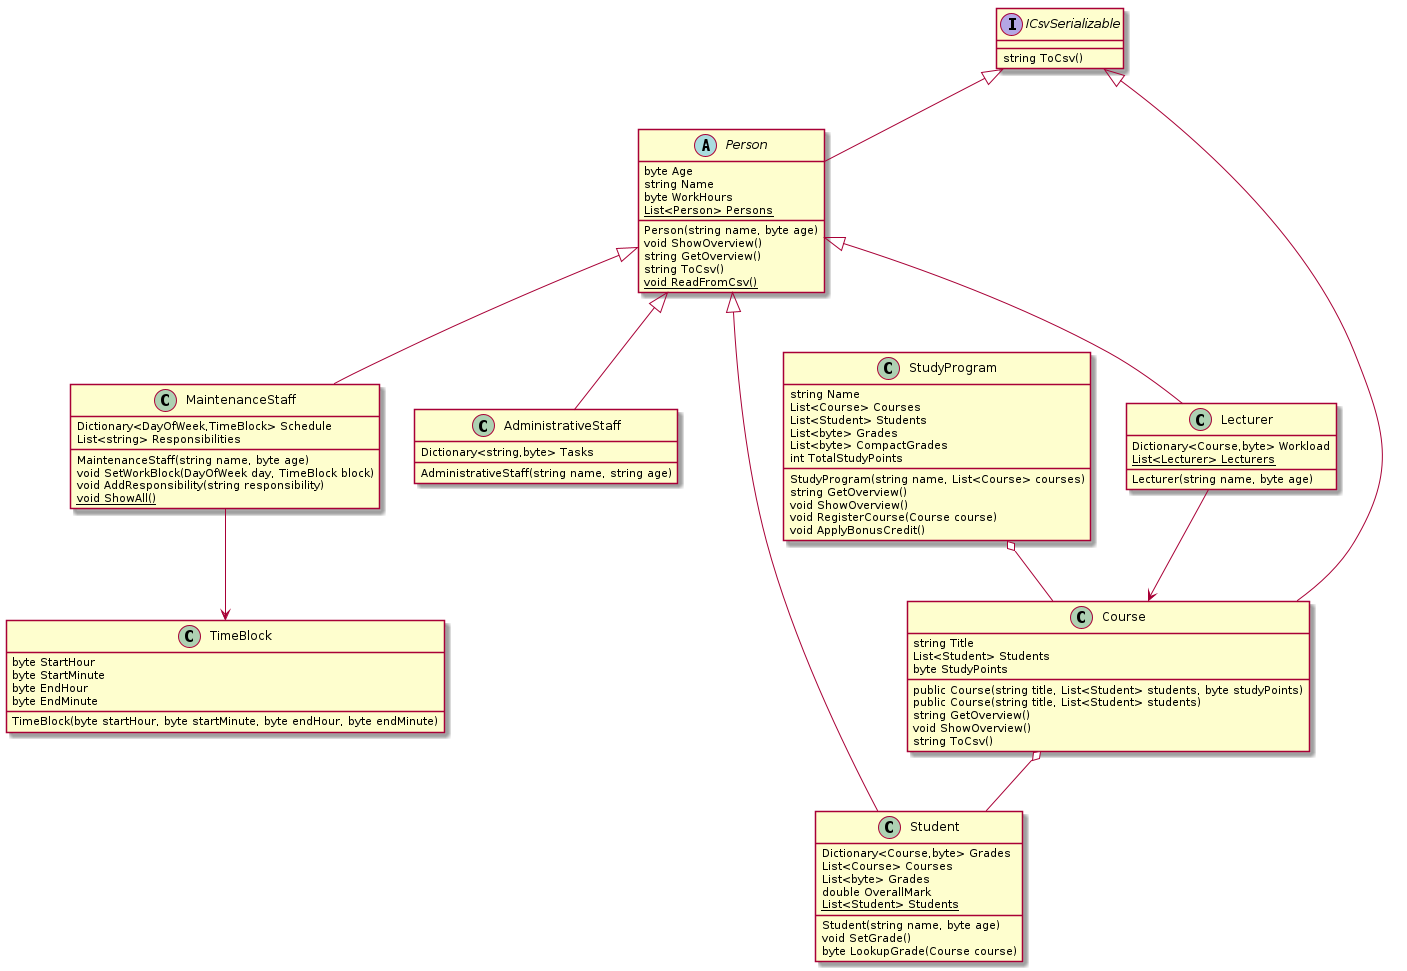 I ICsvSerializable
string ToCsv()
A Person
byte Age
string Name
byte WorkHours
List<Person> Persons
Person(string name, byte age)
void ShowOverview()
string GetOverview()
string ToCsv()
void ReadFromCsv()
C MaintenanceStaff
Dictionary<DayOfWeek,TimeBlock> Schedule
List<string> Responsibilities
MaintenanceStaff(string name, byte age)
void SetWorkBlock(DayOfWeek day, TimeBlock block)
void AddResponsibility(string responsibility)
void ShowAll()
C AdministrativeStaff
Dictionary<string,byte> Tasks
AdministrativeStaff(string name, string age)
C StudyProgram
string Name
List<Course> Courses
List<Student> Students
List<byte> Grades
List<byte> CompactGrades
int TotalStudyPoints
StudyProgram(string name, List<Course> courses)
string GetOverview()
void ShowOverview()
void RegisterCourse(Course course)
void ApplyBonusCredit()
C Lecturer
Dictionary<Course,byte> Workload
List<Lecturer> Lecturers
Lecturer(string name, byte age)
C TimeBlock
byte StartHour
byte StartMinute
byte EndHour
byte EndMinute
TimeBlock(byte startHour, byte startMinute, byte endHour, byte endMinute)
C Course
string Title
List<Student> Students
byte StudyPoints
public Course(string title, List<Student> students, byte studyPoints)
public Course(string title, List<Student> students)
string GetOverview()
void ShowOverview()
string ToCsv()
C Student
Dictionary<Course,byte> Grades
List<Course> Courses
List<byte> Grades
double OverallMark
List<Student> Students
Student(string name, byte age)
void SetGrade()
byte LookupGrade(Course course)